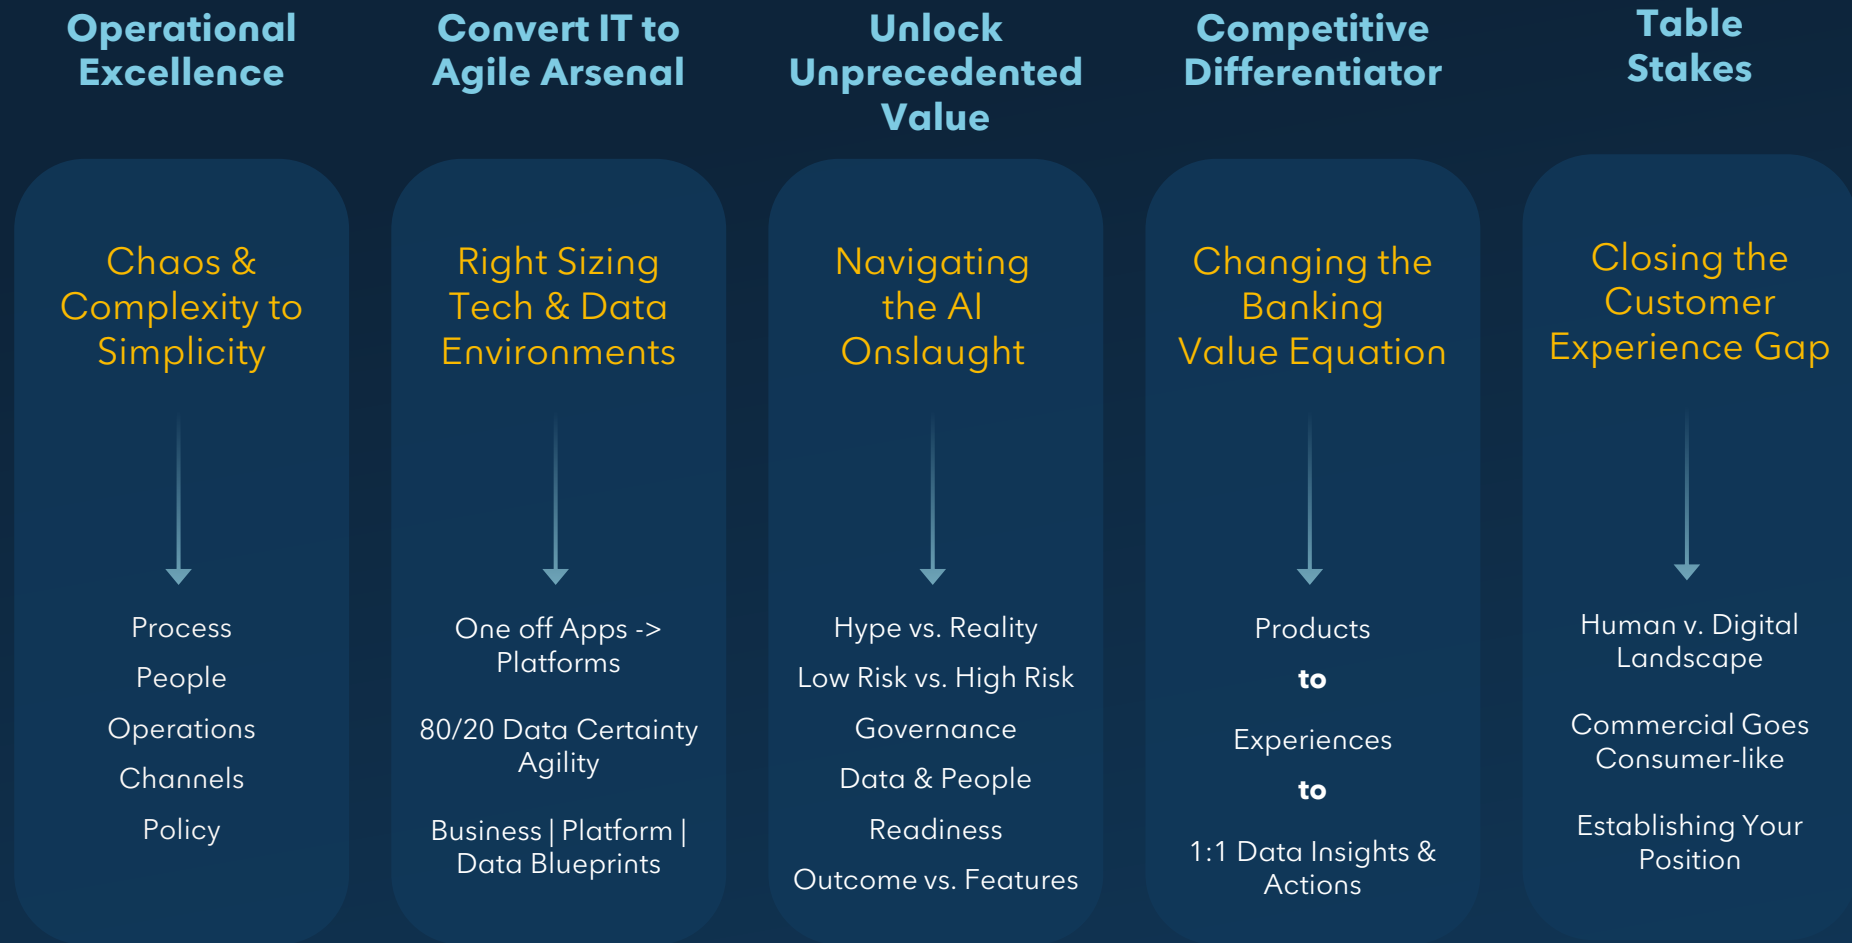 Operational
Excellence
Chaos &
Complexity to
Simplicity
Process
People
Operations
Channels
Policy
Convert IT to
Agile Arsenal
Right Sizing
Tech & Data
Environments
One off Apps ->
Platforms
80/20 Data Certainty
Agility
Business | Platform |
Data Blueprints
Unlock
Unprecedented
Value
Navigating
the AI
Onslaught
Hype vs. Reality
Low Risk vs. High Risk
Governance
Data & People
Readiness
Outcome vs. Features
Competitive
Differentiator
Changing the
Banking
Value Equation
Products
to
Experiences
to
1:1 Data Insights &
Actions
Table
Stakes
Closing the
Customer
Experience Gap
Human v. Digital
Landscape
Commercial Goes
Consumer-like
Establishing Your
Position